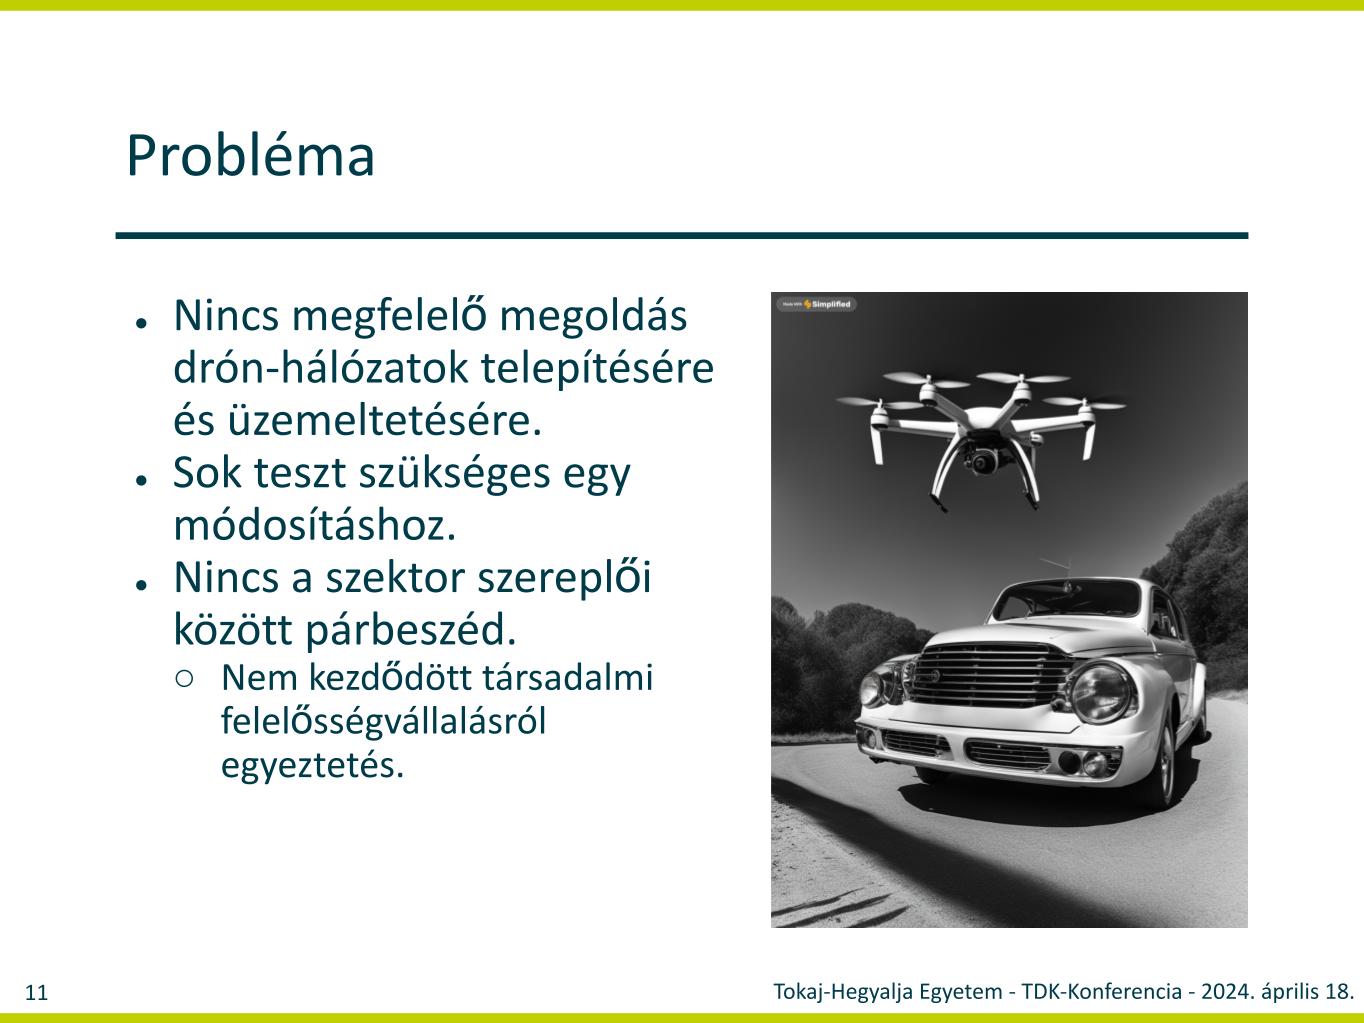 Probléma
● Nincs megfelelő megoldás
drón-hálózatok telepítésére
és üzemeltetésére.
● Sok teszt szükséges egy
módosításhoz.
● Nincs a szektor szereplői
között párbeszéd.
○ Nem kezdődött társadalmi
felelősségvállalásról
egyeztetés.
Made With Simplified
11
Tokaj-Hegyalja Egyetem - TDK-Konferencia - 2024. április 18.